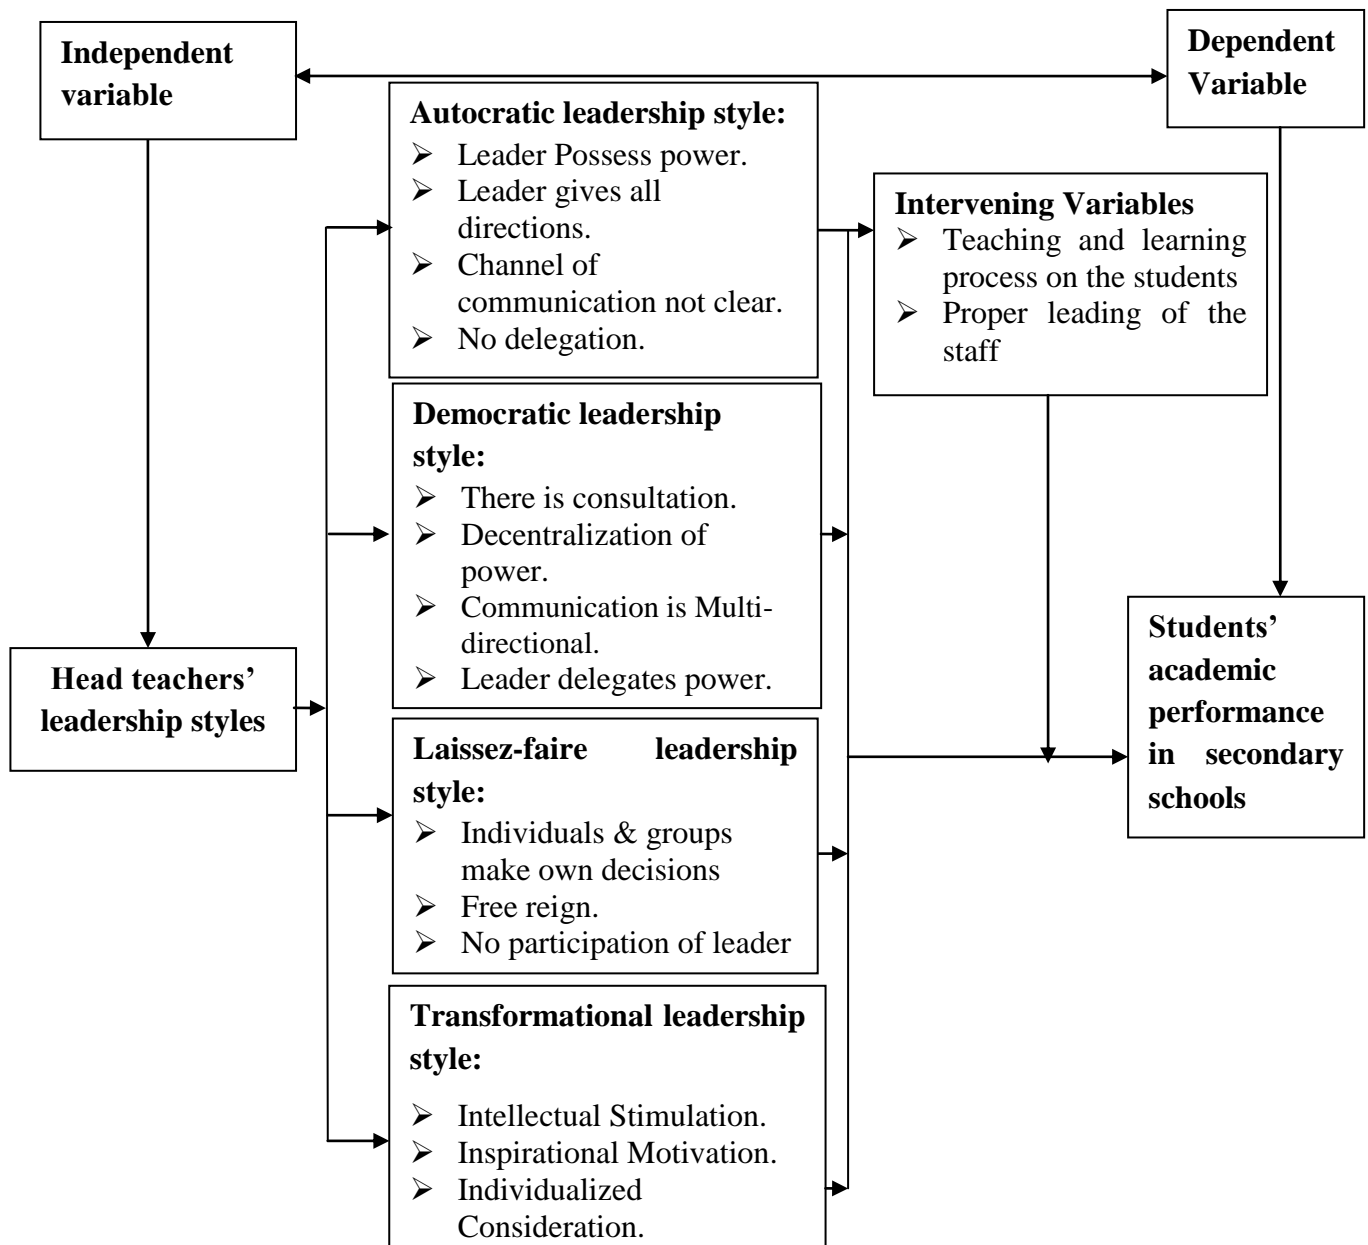 Independent
variable
Dependent
Variable
Autocratic leadership style:
➢ Leader Possess power.
➢ Leader gives all
directions.
➢ Channel of
communication not clear.
➢ No delegation.
Intervening Variables
➢ Teaching and learning
process on the students
➢ Proper leading of the
staff
Democratic leadership
style:
➢ There is consultation.
➢ Decentralization of
power.
➢ Communication is Multi-
directional.
➢ Leader delegates power.
Head teachers’
leadership styles
Students’
academic
performance
in secondary
schools
Laissez-faire leadership
style:
➢ Individuals & groups
make own decisions
➢ Free reign.
➢ No participation of leader
Transformational leadership
style:
➢ Intellectual Stimulation.
➢ Inspirational Motivation.
➢ Individualized
Consideration.